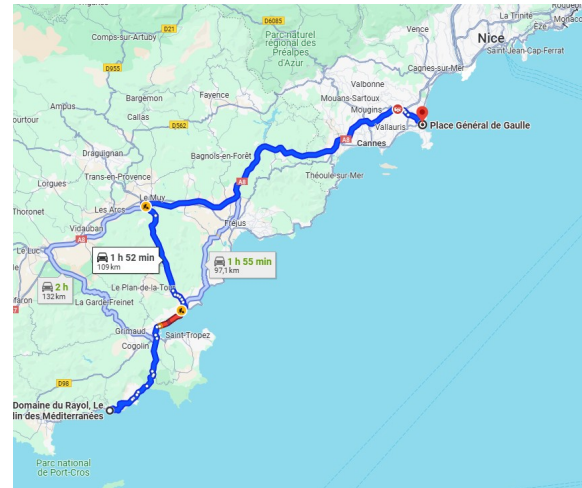 D6085
Comps-sur-Artuby
D21
Vence
La Trinité
Nice
Èze
Parc naturel
régional des
Préalpes
d'Azur
Saint-Jean-Cap-Ferrat
D955
Cagnes-sur-Mer
Valbonne
Ampus
Bargemon
Fayence
Mouans-Sartoux
Mougins
Callas
Vallauris
Place Général de Gaulle
D562
A8
Cannes
Draguignan
Bagnols-en-Forêt
Trans-en-Provence
Théoule-sur-Mer
Lorgues
Le Muy
A8
Thoronet
Les Arcs
Fréjus
Vidauban
A8
Le Luc
1 h 52 min
109 km
1 h 55 min
97,1 km
2 h
132 km
Le Plan-de-la-Tour
La Garde-Freinet
Grimaud
Saint-Tropez
Cogolin
D98
Domaine du Rayol, Le
din des Méditerranées
Parc national
de Port-Cros